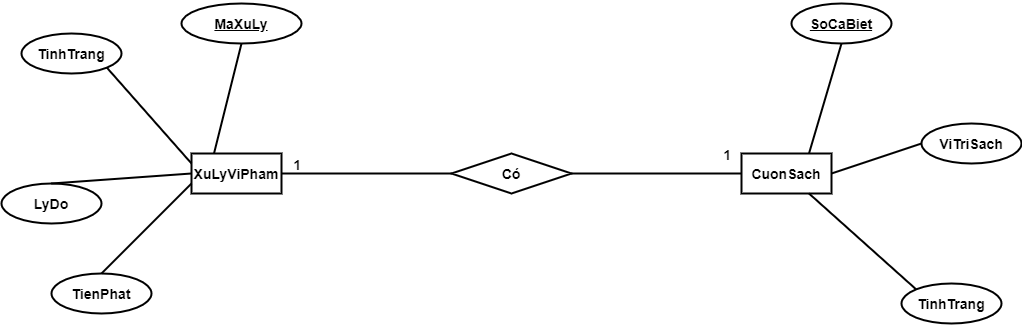 MaXuLy
SoCaBiet
TinhTrang
ViTriSach
XuLyViPham
1
Có
1
CuonSach
LyDo
TienPhat
TinhTrang